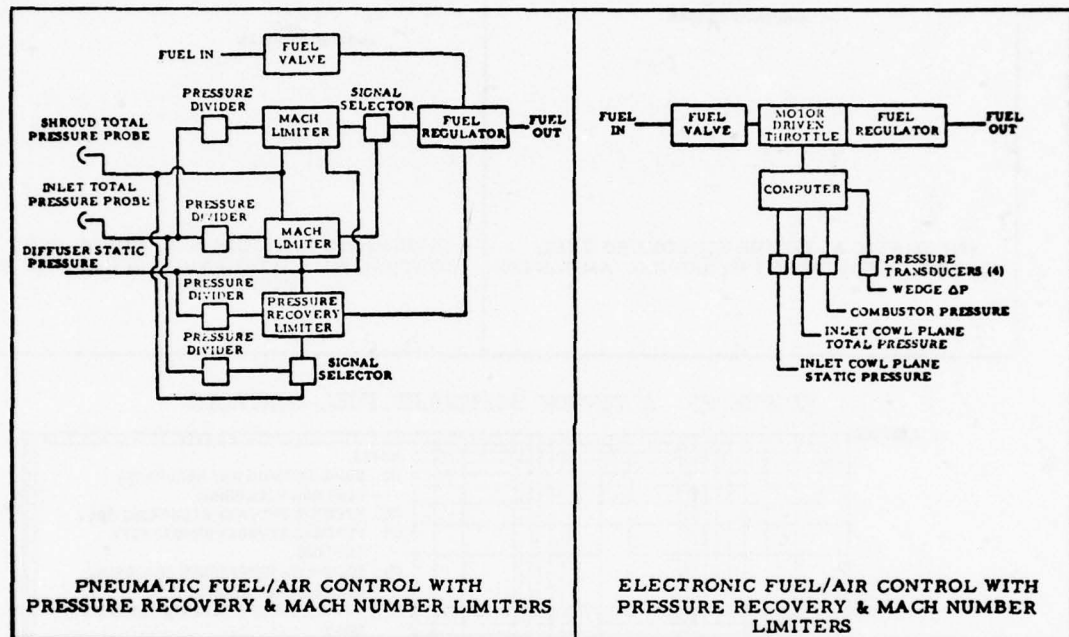 FUEL IN
FUEL
VALVE
PRESSURE
DIVIDER
SIGNAL
SELECTOR
SHROUD TOTAL
PRESSURE PROBE
MACH
LIMITER
FUEL
REGULATOR
FUEL
OUT
INLET TOTAL
PRESSURE PROBE
PRESSURE
DIVIDER
MACH
LIMITER
DIFFUSER STATIC
PRESSURE
PRESSURE
DIVIDER
PRESSURE
RECOVERY
LIMITER
PRESSURE
DIVIDER
SIGNAL
SELECTOR
PNEUMATIC FUEL/AIR CONTROL WITH
PRESSURE RECOVERY & MACH NUMBER LIMITERS
FUEL
IN
FUEL VALVE
MOTOR
DRIVEN
THROTTLE
FUEL
REGULATOR
FUEL
OUT
COMPUTER
PRESSURE
TRANSDUCERS (4)
WEDGE ΔP
COMBUSTOR PRESSURE
INLET COWL PLANE
TOTAL PRESSURE
INLET COWL PLANE
STATIC PRESSURE
ELECTRONIC FUEL/AIR CONTROL WITH
PRESSURE RECOVERY & MACH NUMBER
LIMITERS